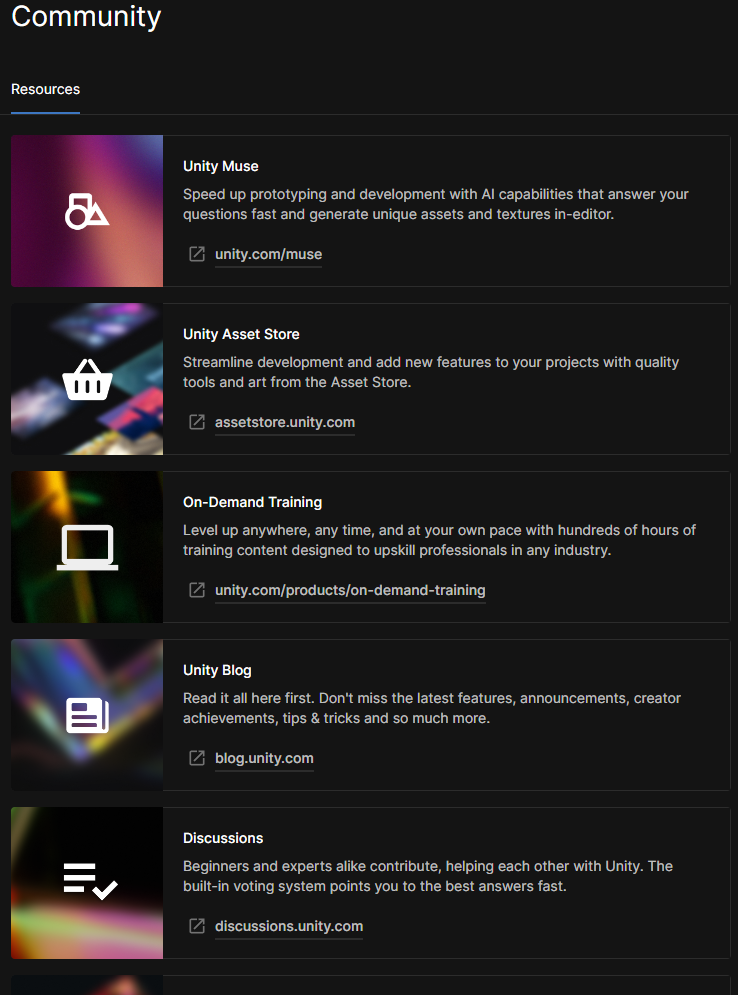 Community
Resources
Unity Muse
Speed up prototyping and development with AI capabilities that answer your
questions fast and generate unique assets and textures in-editor.
unity.com/muse
Unity Asset Store
Streamline development and add new features to your projects with quality
tools and art from the Asset Store.
assetstore.unity.com
On-Demand Training
Level up anywhere, any time, and at your own pace with hundreds of hours of
training content designed to upskill professionals in any industry.
unity.com/products/on-demand-training
Unity Blog
Read it all here first. Don't miss the latest features, announcements, creator
achievements, tips & tricks and so much more.
blog.unity.com
Discussions
Beginners and experts alike contribute, helping each other with Unity. The
built-in voting system points you to the best answers fast.
discussions.unity.com